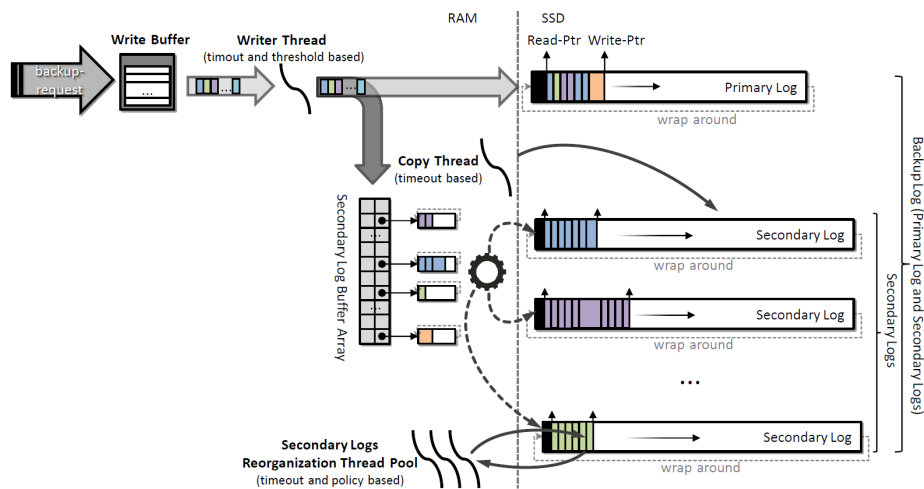 RAM
SSD
Write Buffer
Writer Thread
(timout and threshold based)
Read-Ptr
Write-Ptr
backup-
request
...
...
...
Primary Log
wrap around
Copy Thread
(timeout based)
Secondary Log Buffer Array
...
...
Secondary Log
wrap around
Secondary Log
wrap around
...
Secondary Log
wrap around
Secondary Logs
Backup Log (Primary Log and Secondary Logs)
Secondary Logs
Reorganization Thread Pool
(timeout and policy based)